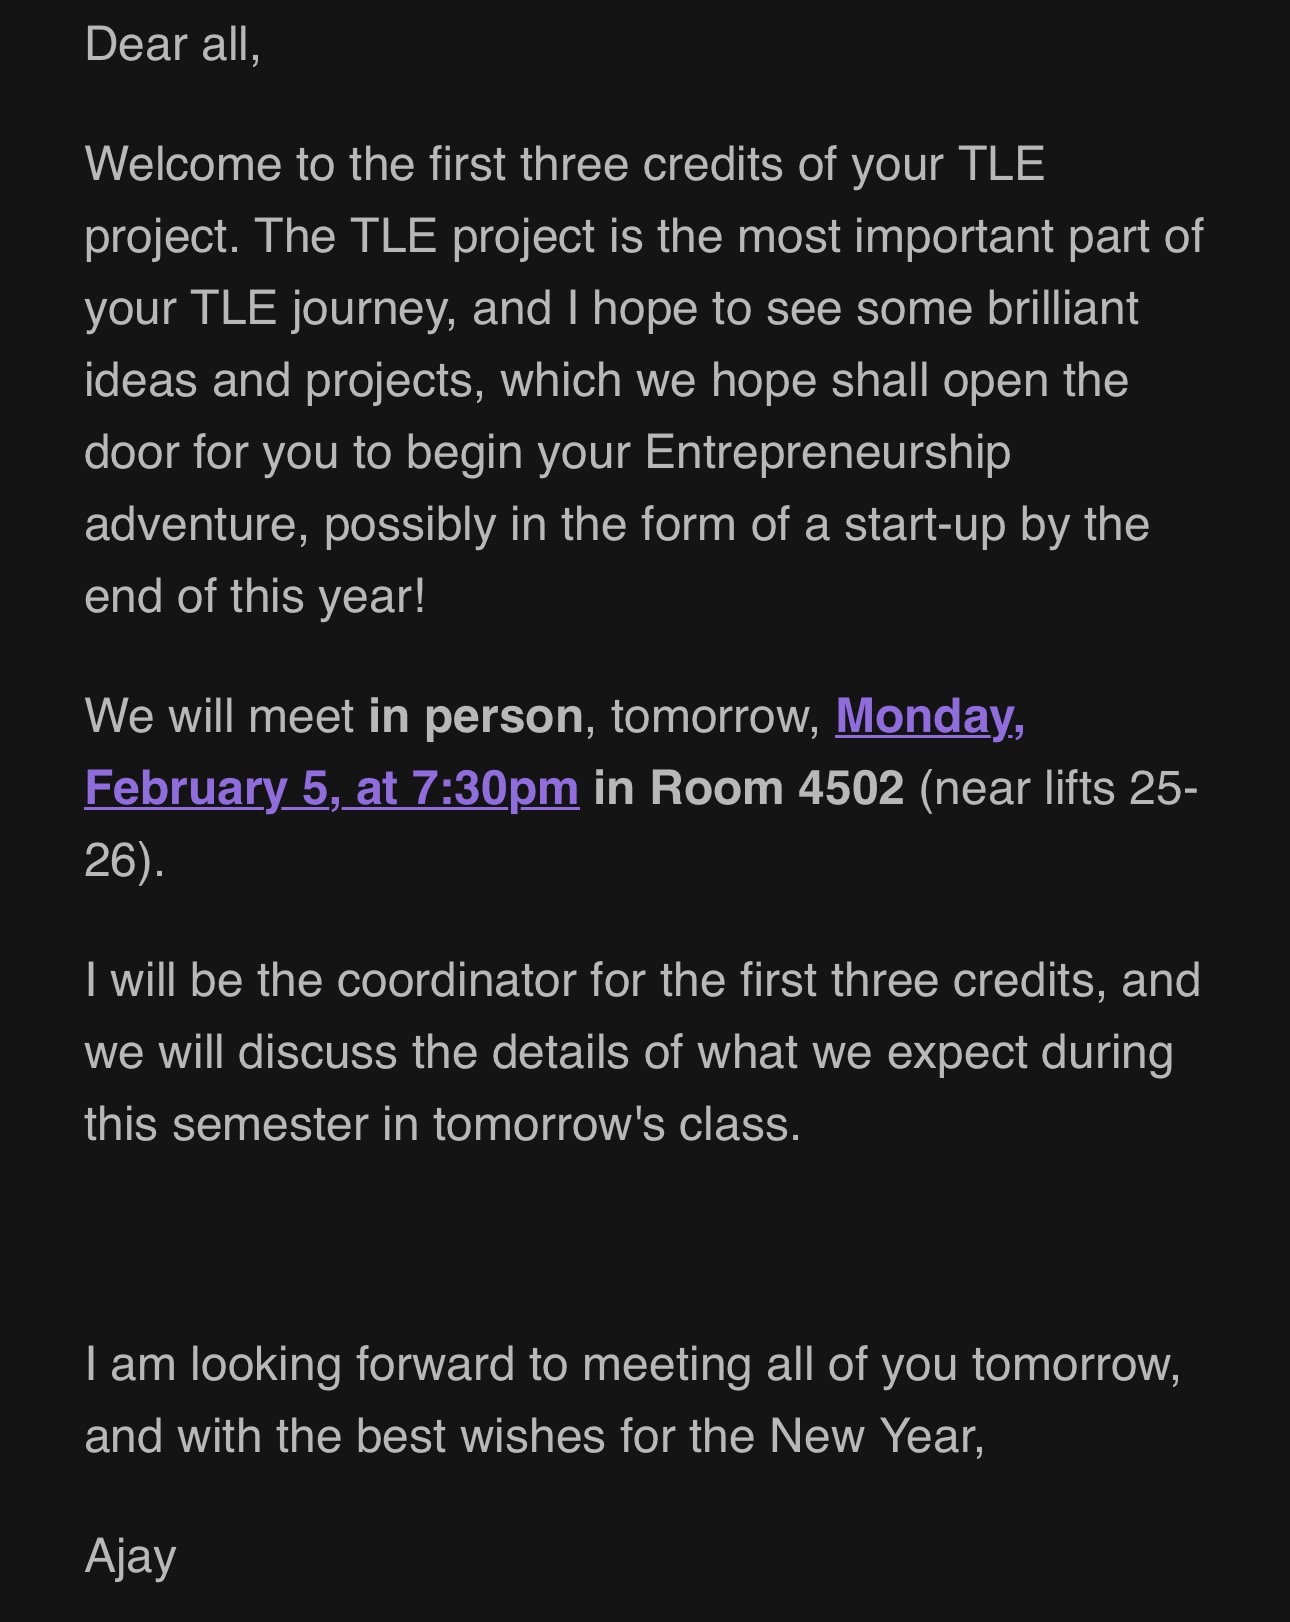 Dear all,
Welcome to the first three credits of your TLE
project. The TLE project is the most important part of
your TLE journey, and I hope to see some brilliant
ideas and projects, which we hope shall open the
door for you to begin your Entrepreneurship
adventure, possibly in the form of a start-up by the
end of this year!
We will meet in person, tomorrow, Monday,
February 5, at 7:30pm in Room 4502 (near lifts 25-
26).
I will be the coordinator for the first three credits, and
we will discuss the details of what we expect during
this semester in tomorrow's class.
I am looking forward to meeting all of you tomorrow,
and with the best wishes for the New Year,
Ajay